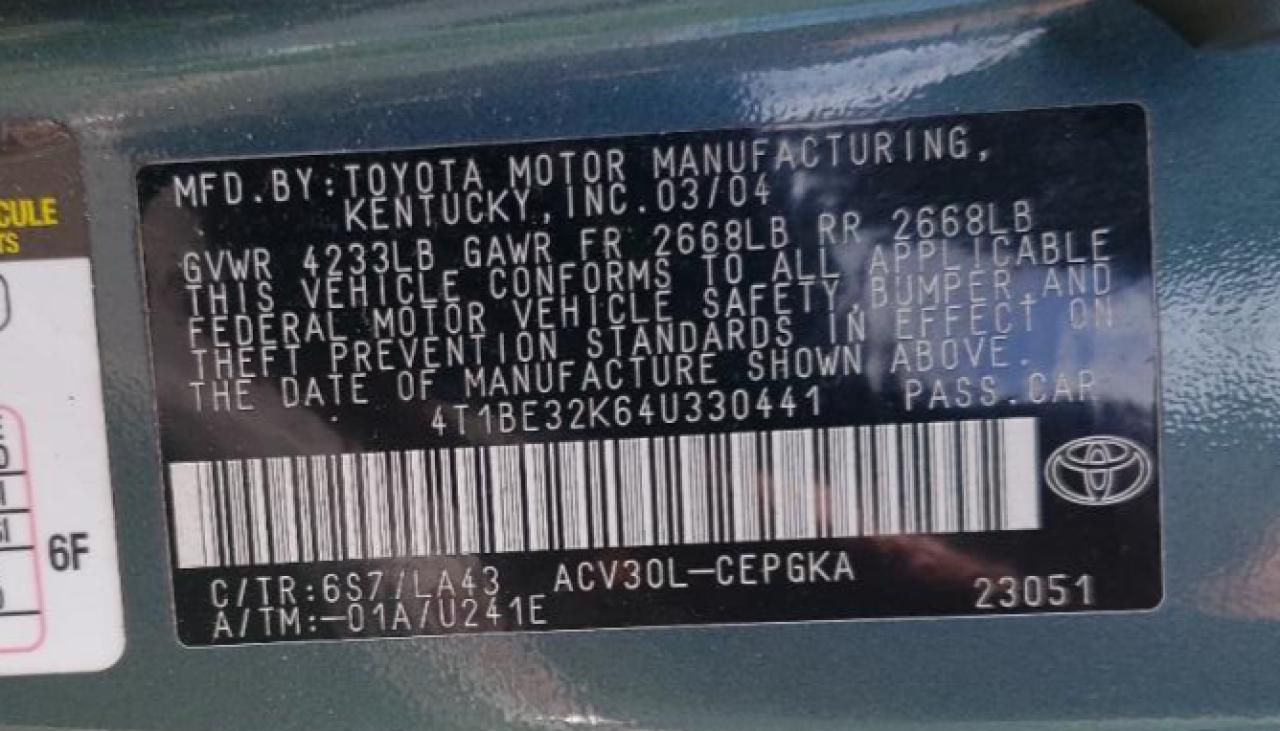 MFD.BY:TOYOTA MOTOR MANUFACTURING,
KENTUCKY,INC.03/04
GVWR 4233LB GAWR FR 2668LB RR 2668LB
THIS VEHICLE CONFORMS TO ALL APPLICABLE
FEDERAL MOTOR VEHICLE SAFETY,BUMPER,AND
THEFT PREVENTION STANDARDS IN EFFECT ON
THE DATE OF MANUFACTURE SHOWN ABOVE.
4T1BE32K64U330441 PASS.CAR
C/TR:6S7/LA43 ACV30L-CEPGKA
A/TM:-01A/U241E 23051
6F